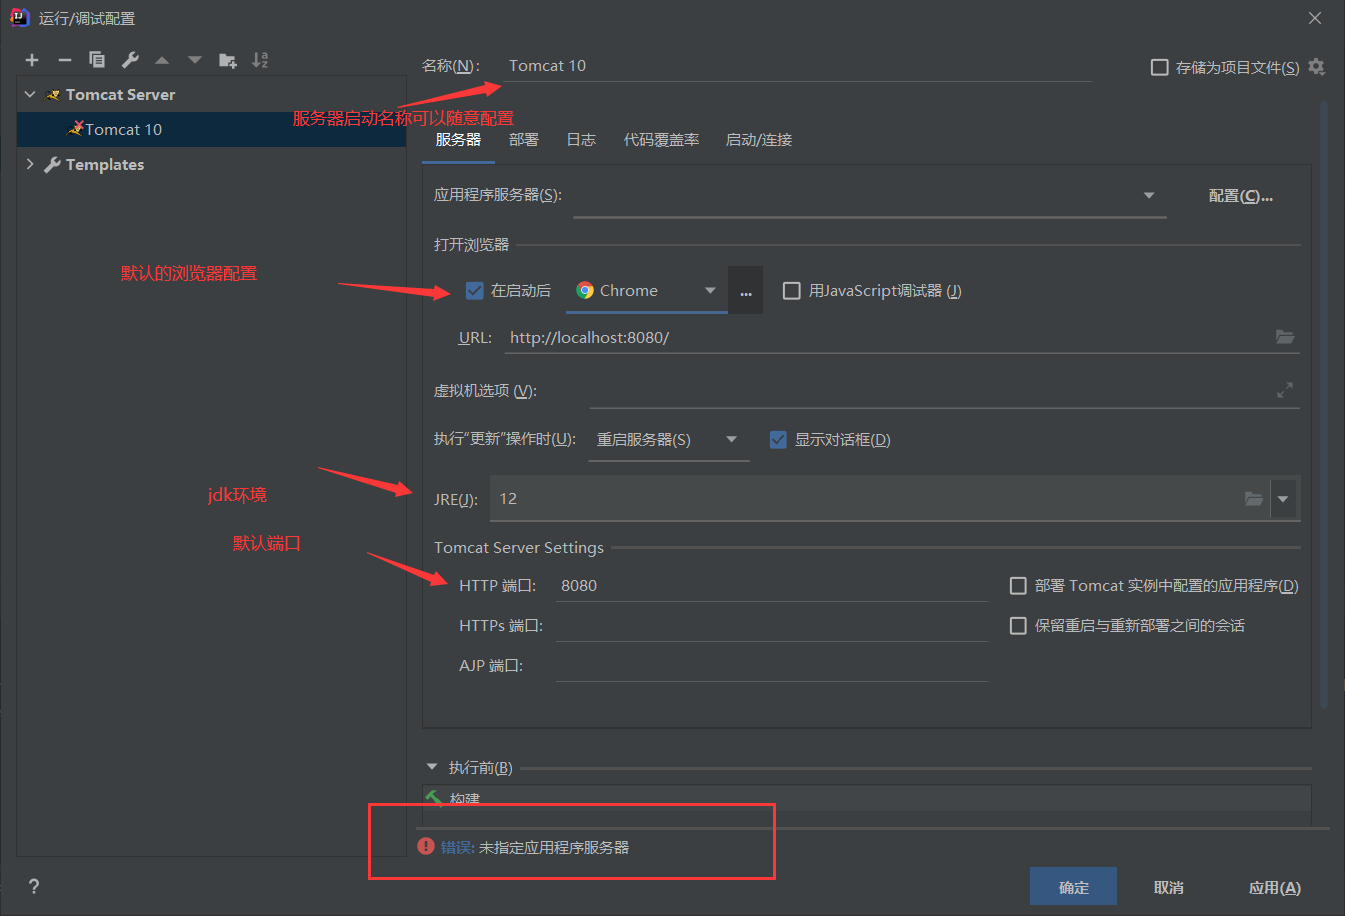 运行/调试配置
名称(N):
Tomcat 10
存储为项目文件(S)
Tomcat Server
Tomcat 10
Templates
服务器启动名称可以随意配置
服务器
部署
日志
代码覆盖率
启动/连接
应用程序服务器(S):
配置(C)...
打开浏览器
默认的浏览器配置
在启动后
Chrome
...
用JavaScript调试器 (J)
URL:
http://localhost:8080/
虚拟机选项 (V):
执行“更新”操作时(U):
重启服务器(S)
显示对话框(D)
jdk环境
JRE(J):
12
默认端口
Tomcat Server Settings
HTTP 端口:
8080
部署 Tomcat 实例中配置的应用程序(D)
HTTPs 端口:
保留重启与重新部署之间的会话
AJP 端口:
执行前(B)
构建
错误: 未指定应用程序服务器
?
确定
取消
应用(A)